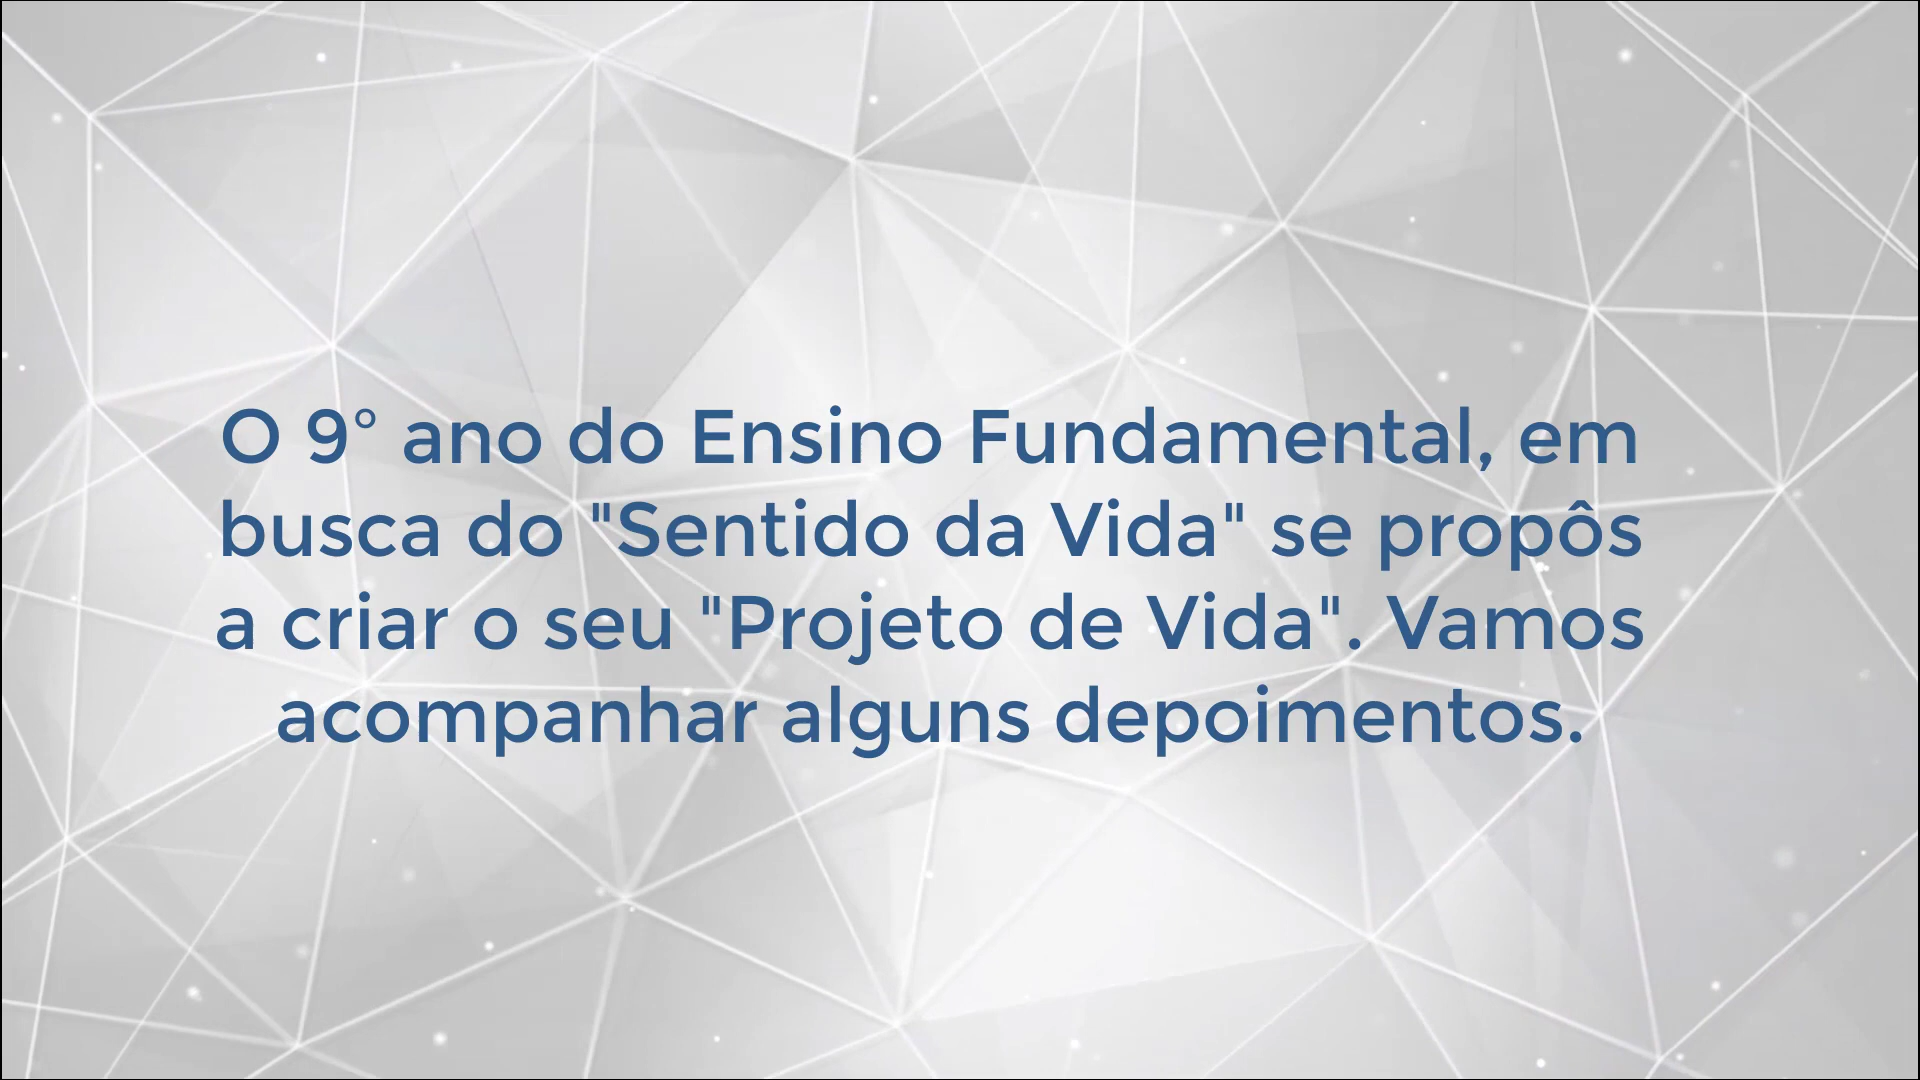 O 9° ano do Ensino Fundamental, em
busca do "Sentido da Vida" se propôs
a criar o seu "Projeto de Vida". Vamos
acompanhar alguns depoimentos.